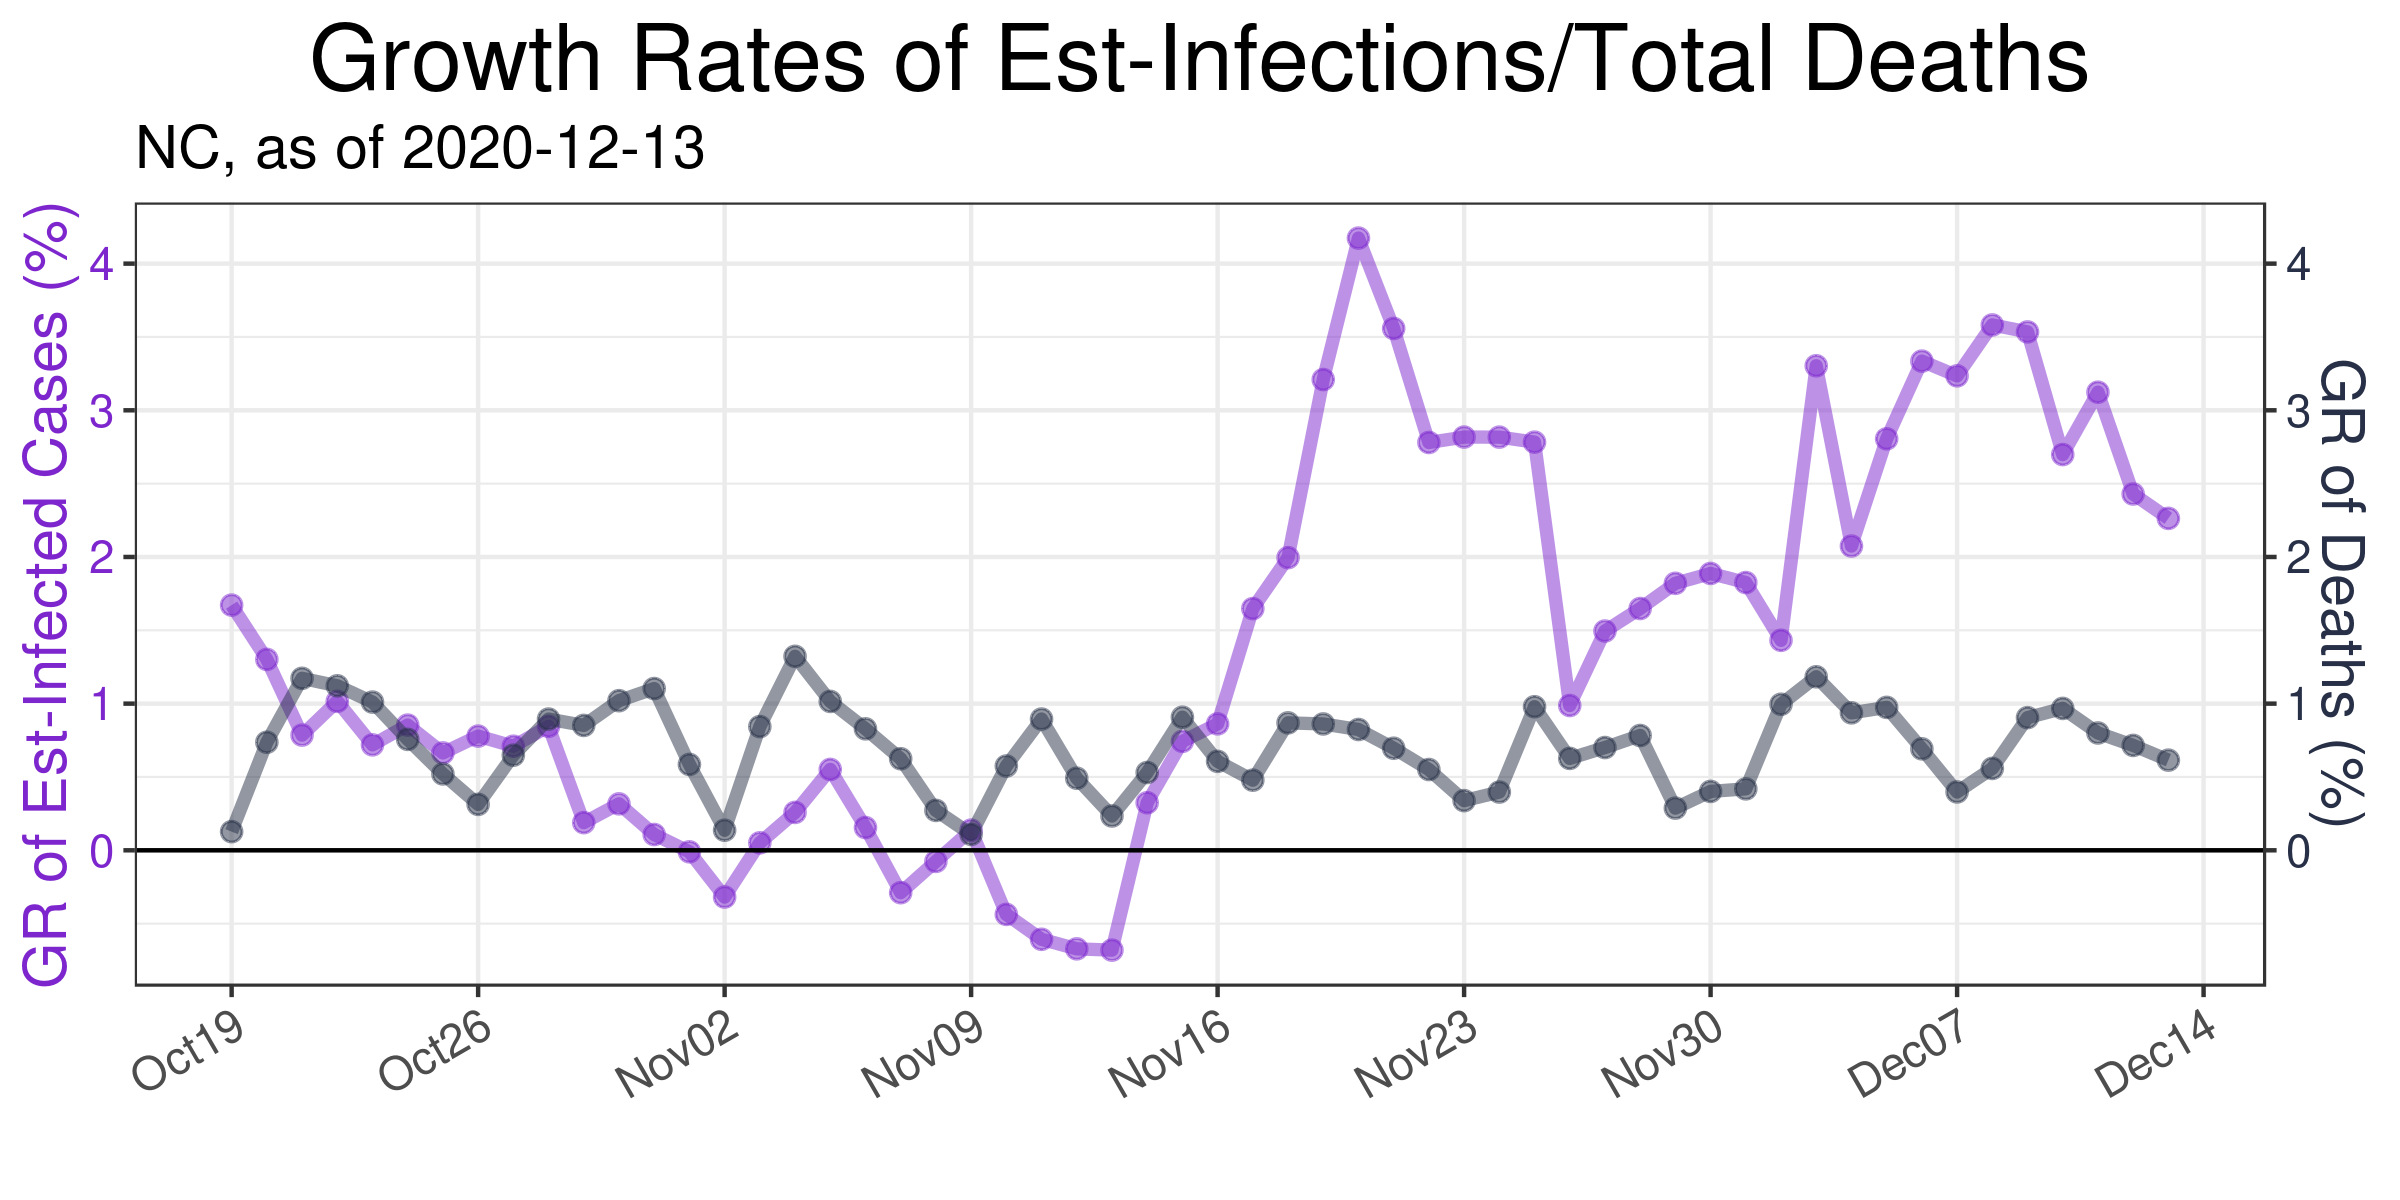 Growth Rates of Est-Infections/Total Deaths
NC, as of 2020-12-13
GR of Est-Infected Cases (%)
4
3
2
1
0
4
3
2
1
0
GR of Deaths (%)
Oct19
Oct26
Nov02
Nov09
Nov16
Nov23
Nov30
Dec07
Dec14